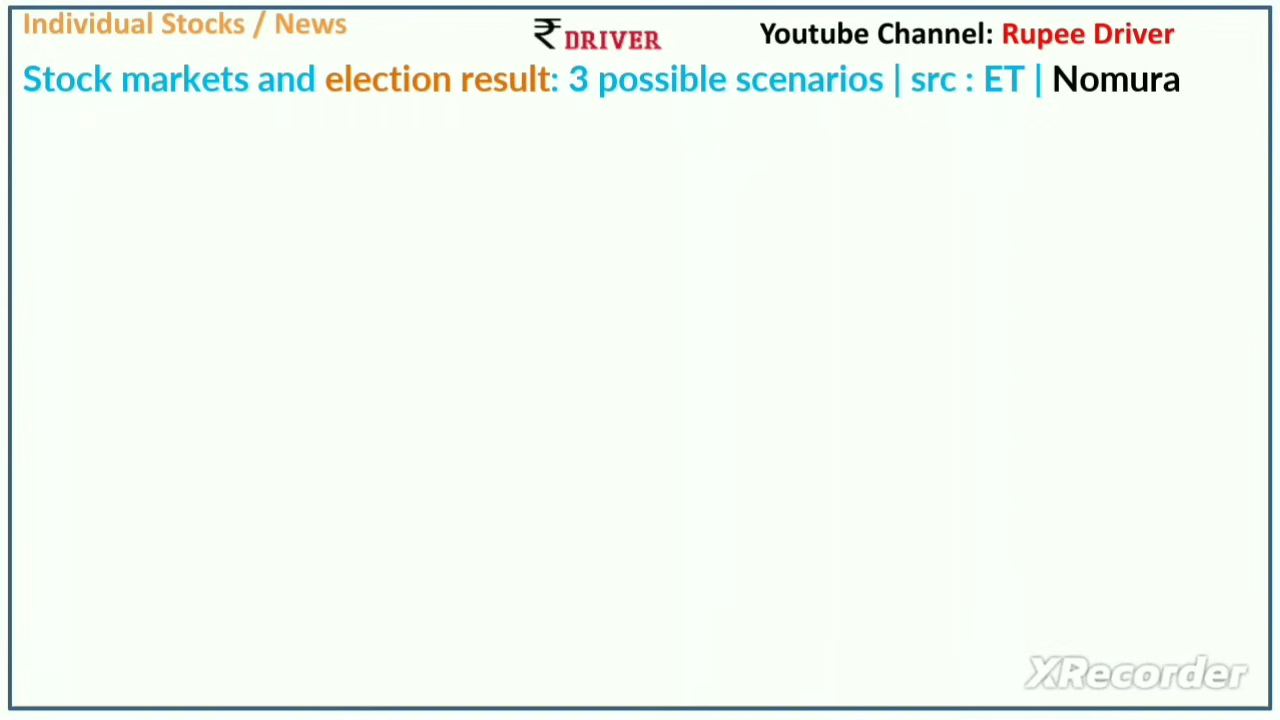 Individual Stocks / News
₹ DRIVER
Youtube Channel: Rupee Driver
Stock markets and election result: 3 possible scenarios | src : ET | Nomura
XRecorder